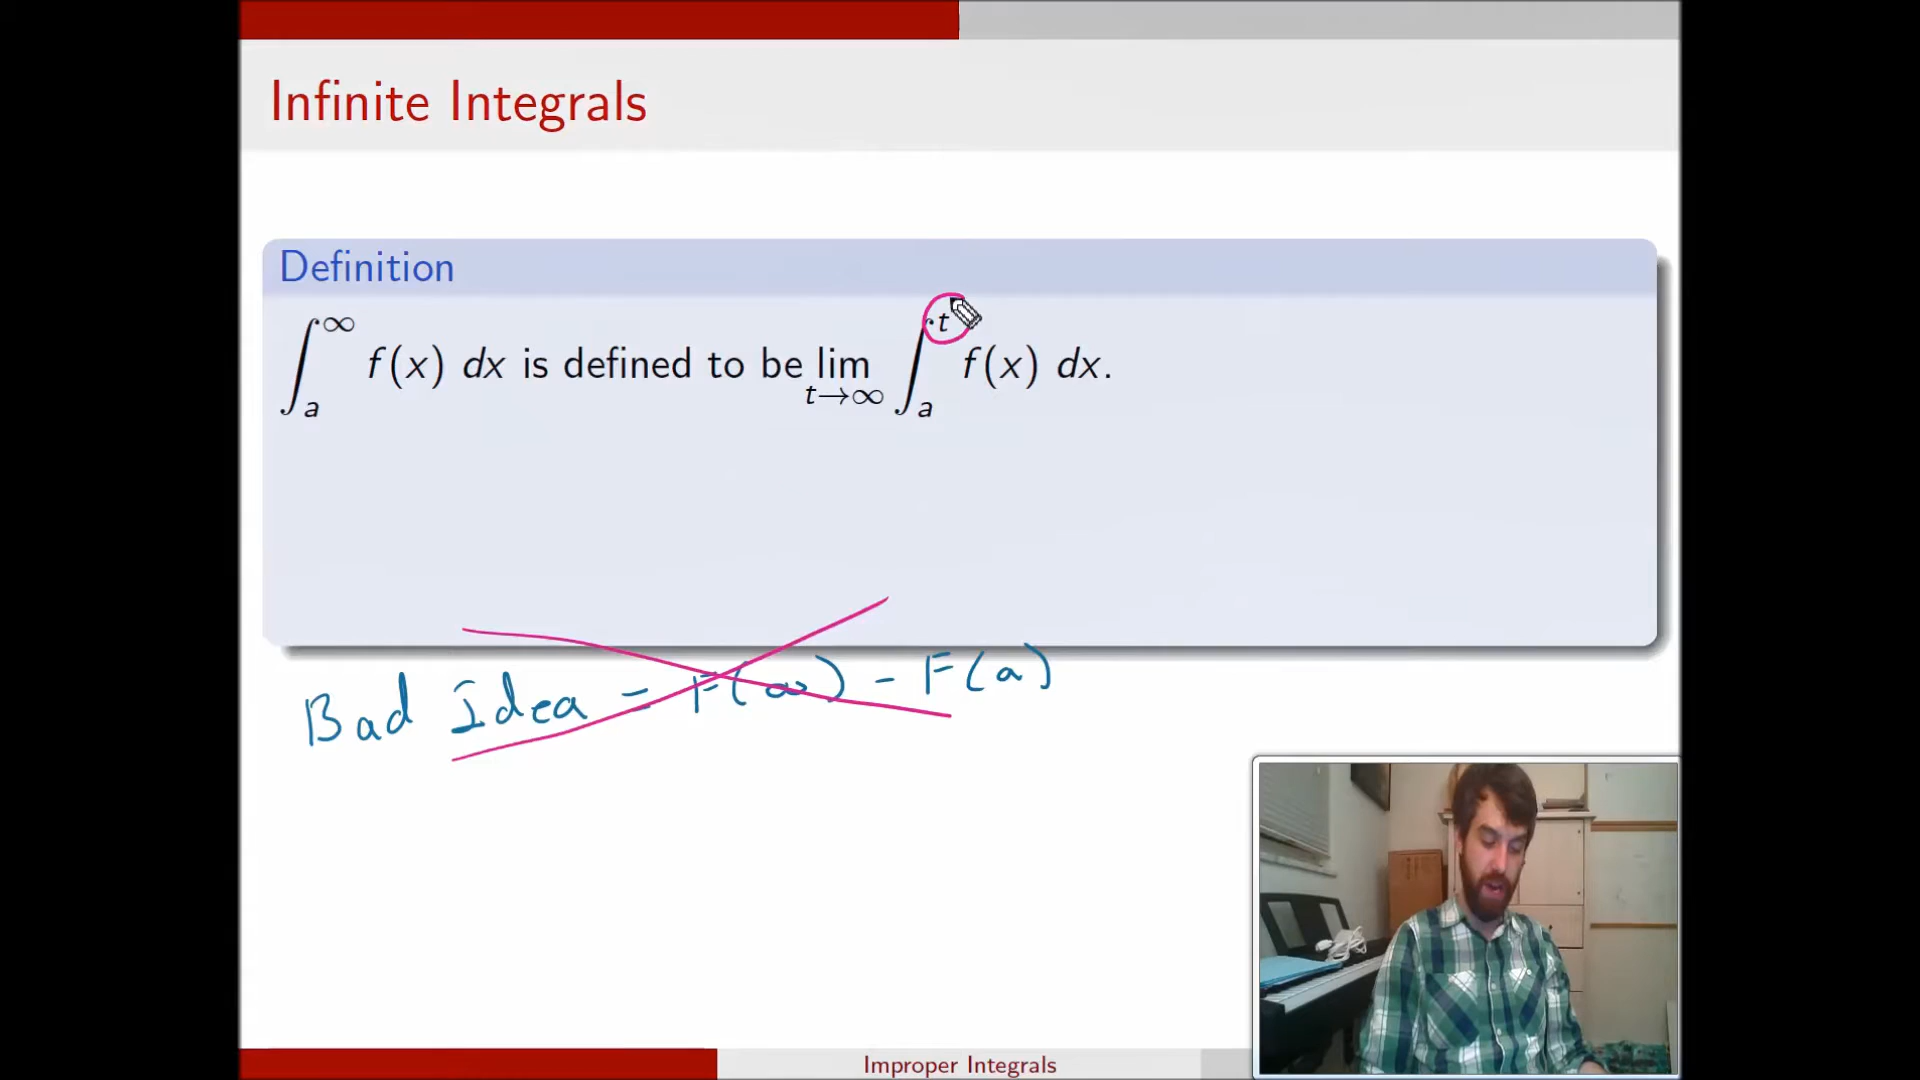 Infinite Integrals
Definition
∫_a^∞ f(x) dx is defined to be lim_{t→∞} ∫_a^t f(x) dx.
Bad Idea = F(∞) - F(a)
Improper Integrals